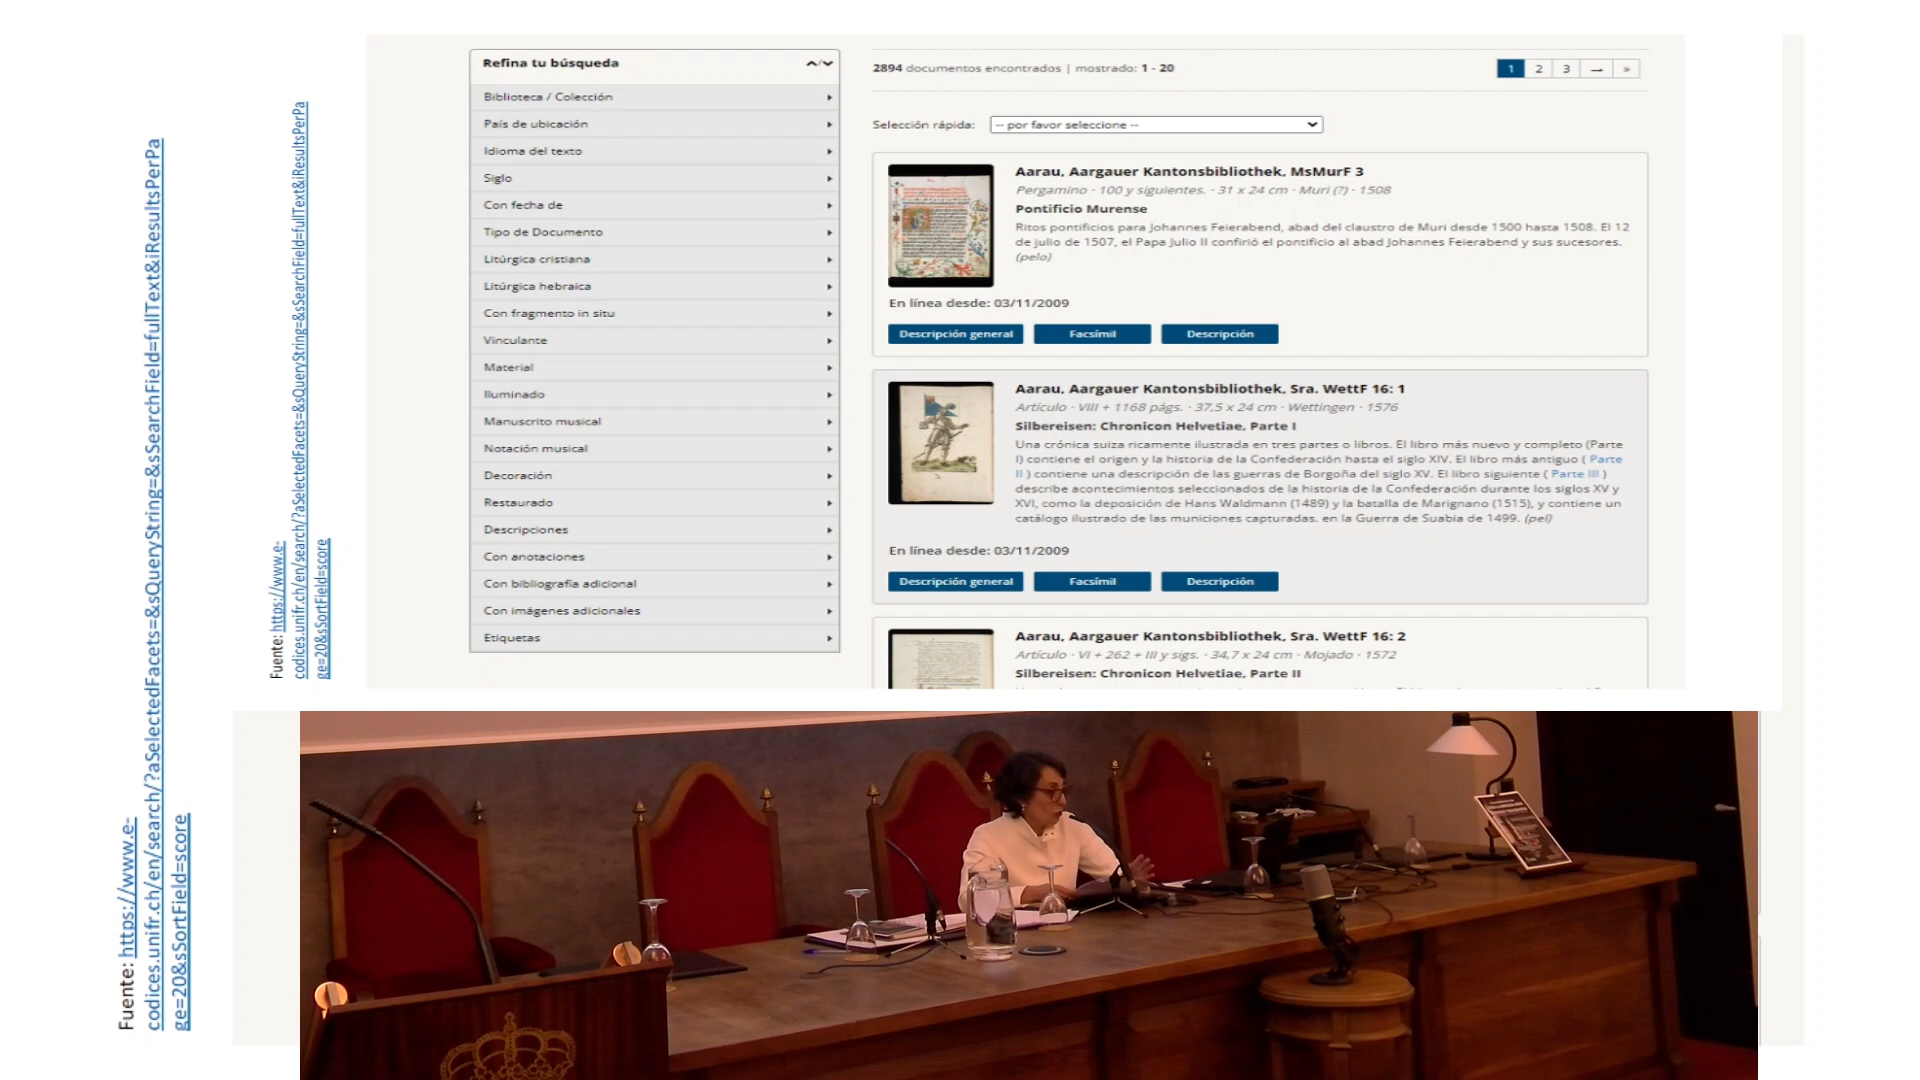 Fuente: https://www.e-
codices.unifr.ch/en/search/?aSelectedFacets=&sQueryString=&sSearchField=fullText&iResultsPerPa
ge=20&sSortField=score
Fuente: https://www.e-
codices.unifr.ch/en/search/?aSelectedFacets=&sQueryString=&sSearchField=fullText&iResultsPerPa
ge=20&sSortField=score
Refina tu búsqueda
Biblioteca / Colección
País de ubicación
Idioma del texto
Siglo
Con fecha de
Tipo de Documento
Litúrgica cristiana
Litúrgica hebraica
Con fragmento in situ
Vinculante
Material
Iluminado
Manuscrito musical
Notación musical
Decoración
Restaurado
Descripciones
Con anotaciones
Con bibliografía adicional
Con imágenes adicionales
Etiquetas
2894 documentos encontrados | mostrado: 1 - 20
1 2 3 → »
Selección rápida: -- por favor seleccione --
Aarau, Aargauer Kantonsbibliothek, MsMurF 3
Pergamino · 100 y siguientes. · 31 x 24 cm · Muri (?) · 1508
Pontificio Murense
Ritos pontificios para Johannes Feierabend, abad del claustro de Muri desde 1500 hasta 1508. El 12
de julio de 1507, el Papa Julio II confirió el pontificio al abad Johannes Feierabend y sus sucesores.
(pelo)
En línea desde: 03/11/2009
Descripción general Facsímil Descripción
Aarau, Aargauer Kantonsbibliothek, Sra. WettF 16: 1
Artículo · VIII + 1168 págs. · 37,5 x 24 cm · Wettingen · 1576
Silbereisen: Chronicon Helvetiae, Parte I
Una crónica suiza ricamente ilustrada en tres partes o libros. El libro más nuevo y completo (Parte
I) contiene el origen y la historia de la Confederación hasta el siglo XIV. El libro más antiguo ( Parte
II ) contiene una descripción de las guerras de Borgoña del siglo XV. El libro siguiente ( Parte III )
describe acontecimientos seleccionados de la historia de la Confederación durante los siglos XV y
XVI, como la deposición de Hans Waldmann (1489) y la batalla de Marignano (1515), y contiene un
catálogo ilustrado de las municiones capturadas. en la Guerra de Suabia de 1499. (pel)
En línea desde: 03/11/2009
Descripción general Facsímil Descripción
Aarau, Aargauer Kantonsbibliothek, Sra. WettF 16: 2
Artículo · VI + 262 + III y sigs. · 34,7 x 24 cm · Mojado · 1572
Silbereisen: Chronicon Helvetiae, Parte II